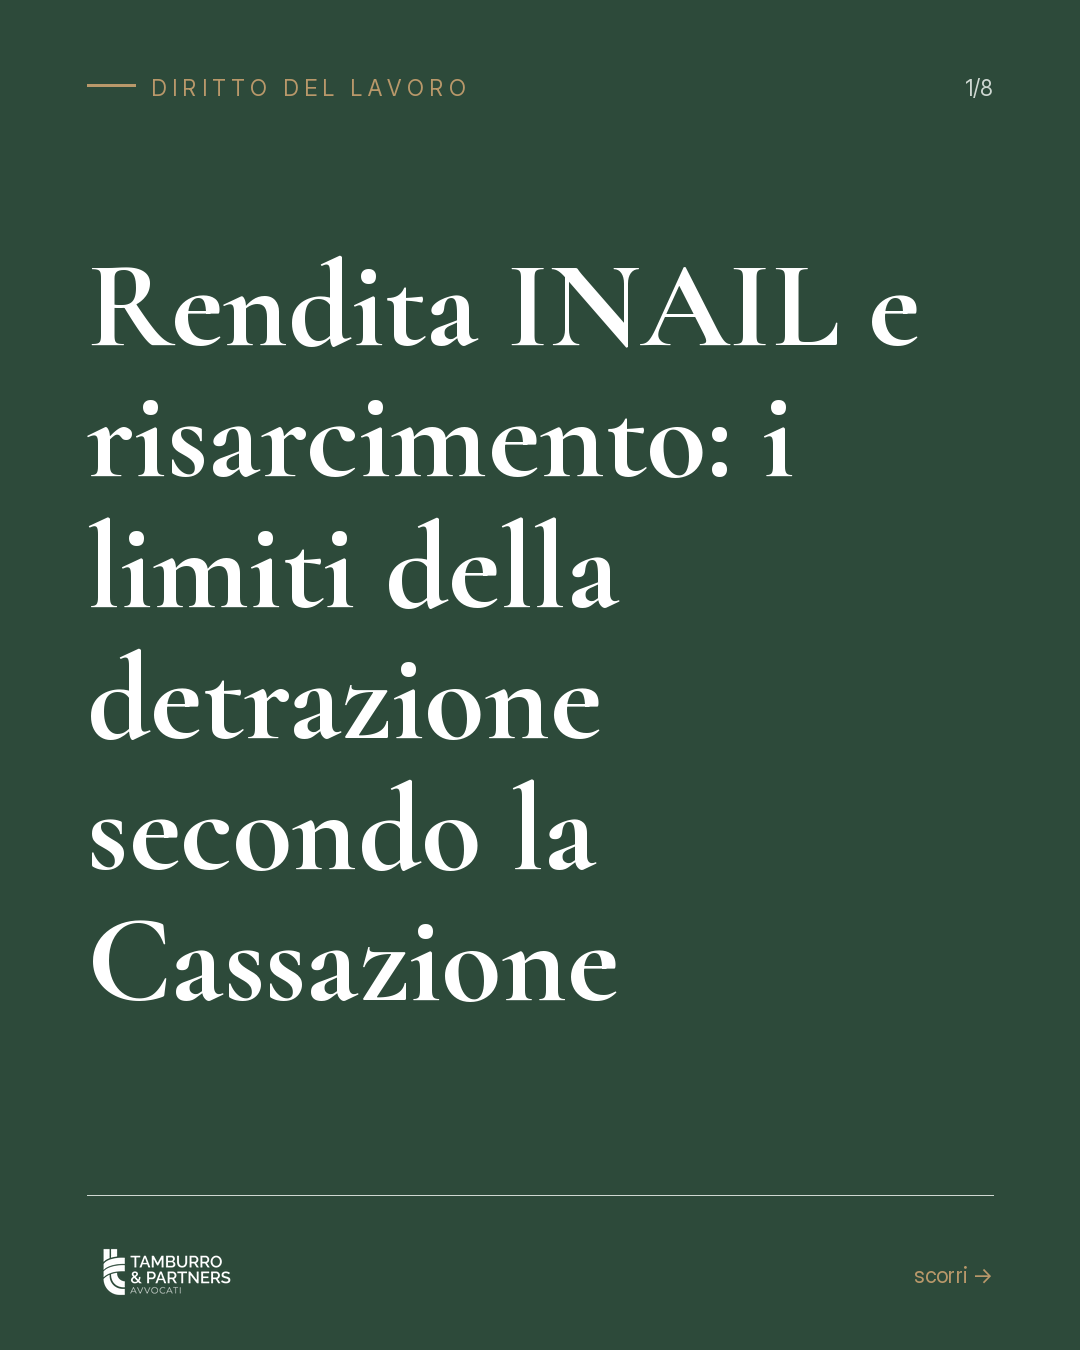 DIRITTO DEL LAVORO
1/8
Rendita INAIL e
risarcimento: i
limiti della
detrazione
secondo la
Cassazione
TAMBURRO
& PARTNERS
AVVOCATI
scorri →